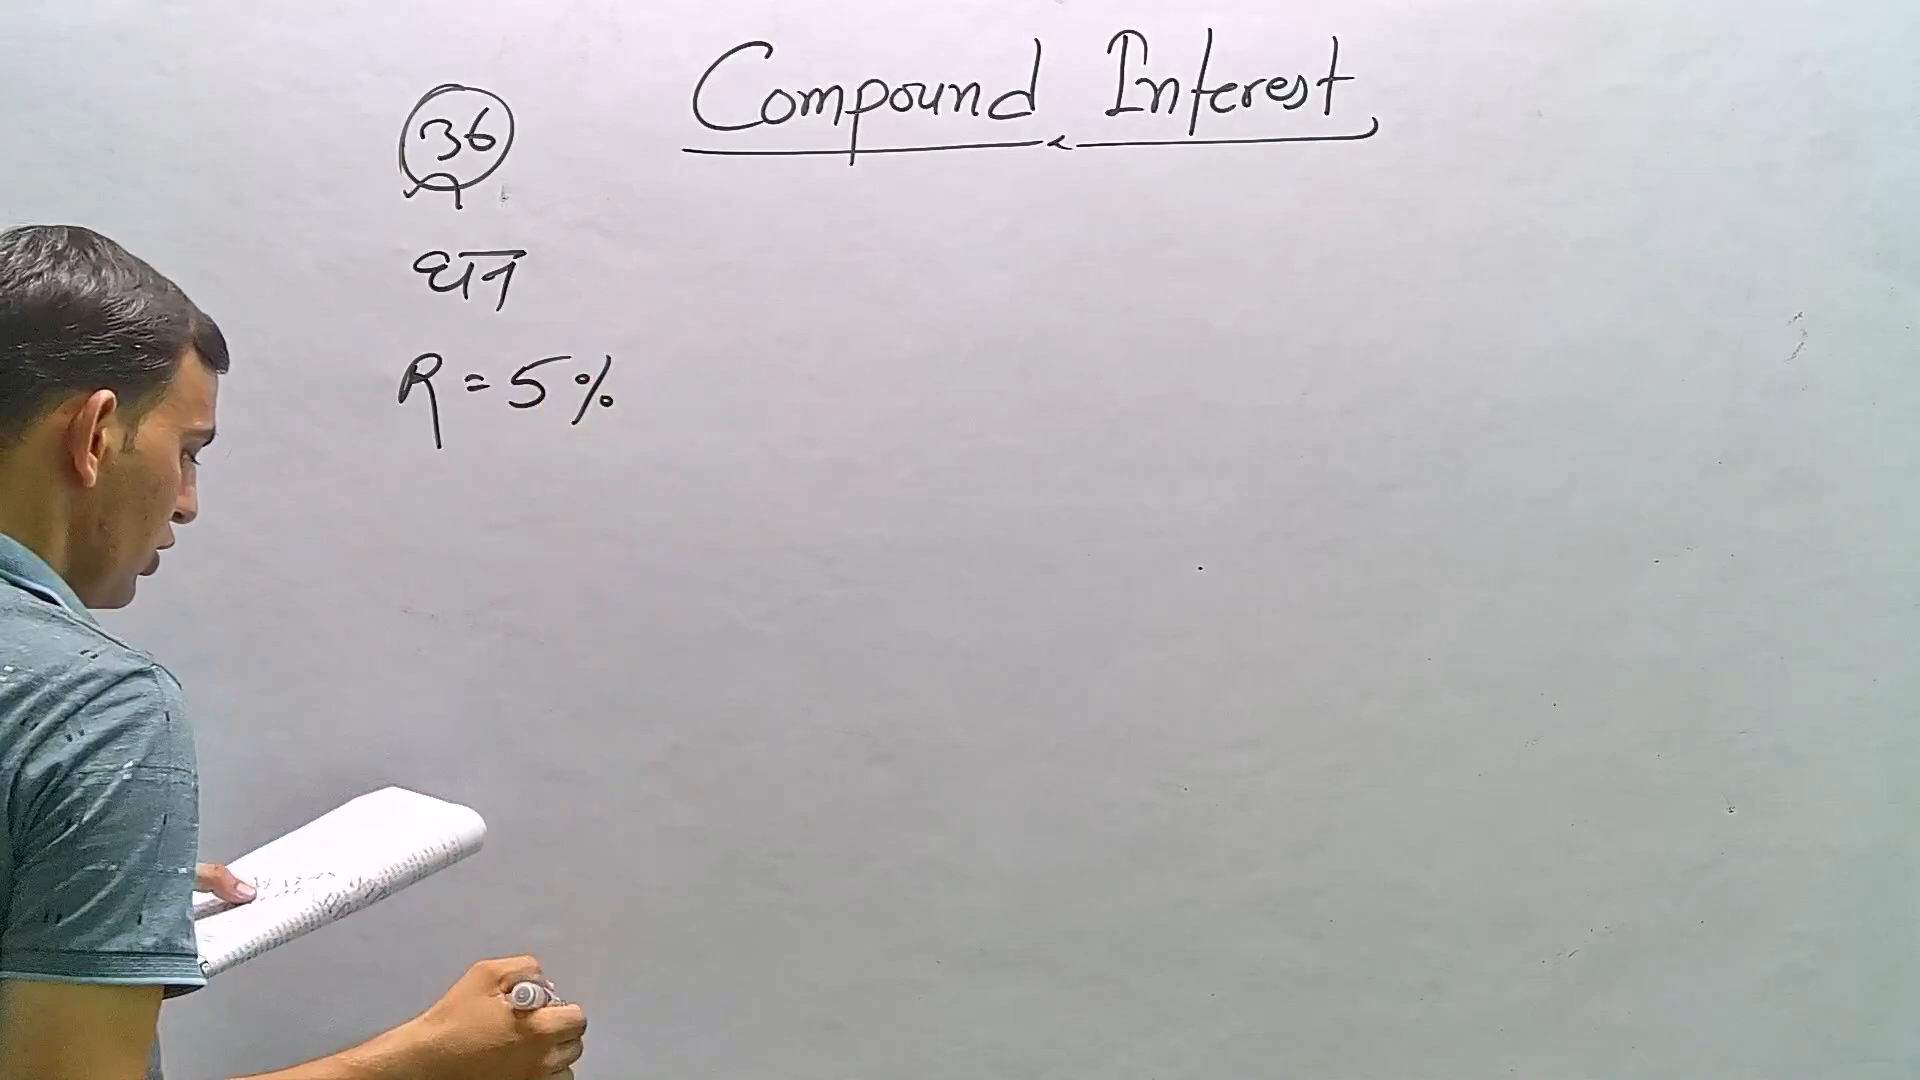 Compound Interest
36
धन
R = 5%